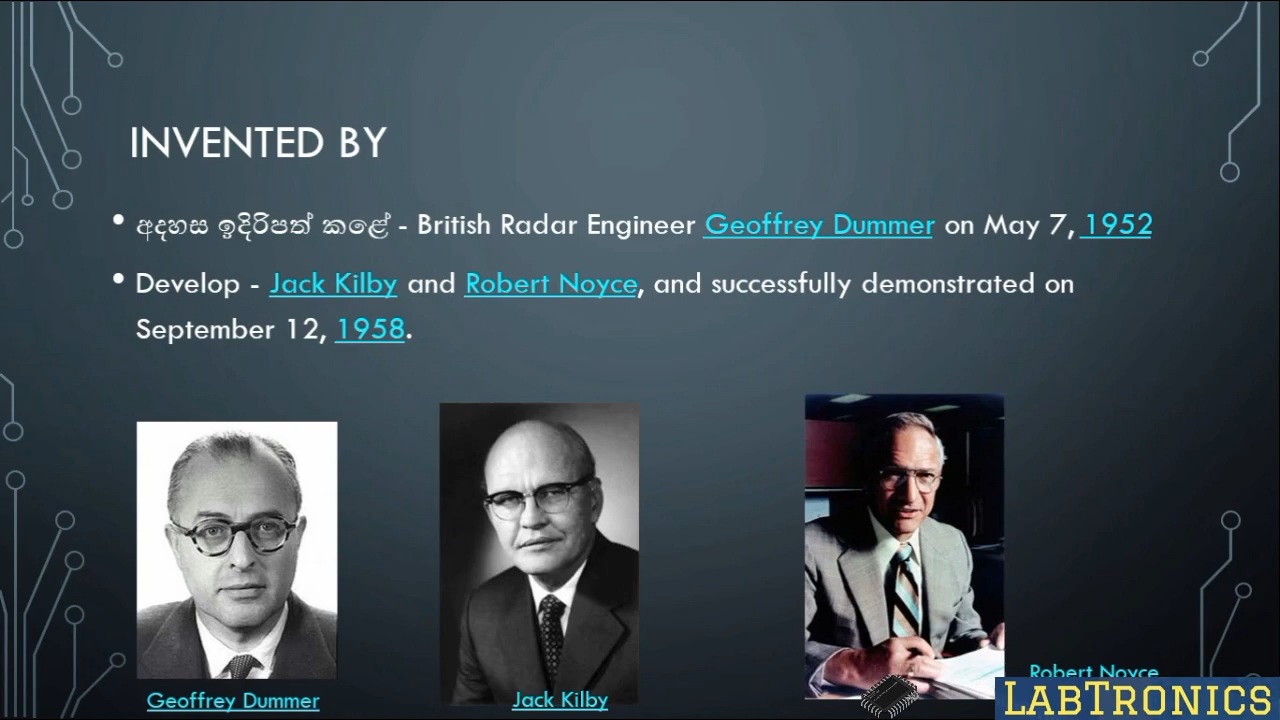 INVENTED BY
• අදහස ඉදිරිපත් කළේ - British Radar Engineer Geoffrey Dummer on May 7, 1952
• Develop - Jack Kilby and Robert Noyce, and successfully demonstrated on
September 12, 1958.
Geoffrey Dummer
Jack Kilby
Robert Noyce
LABTRONICS